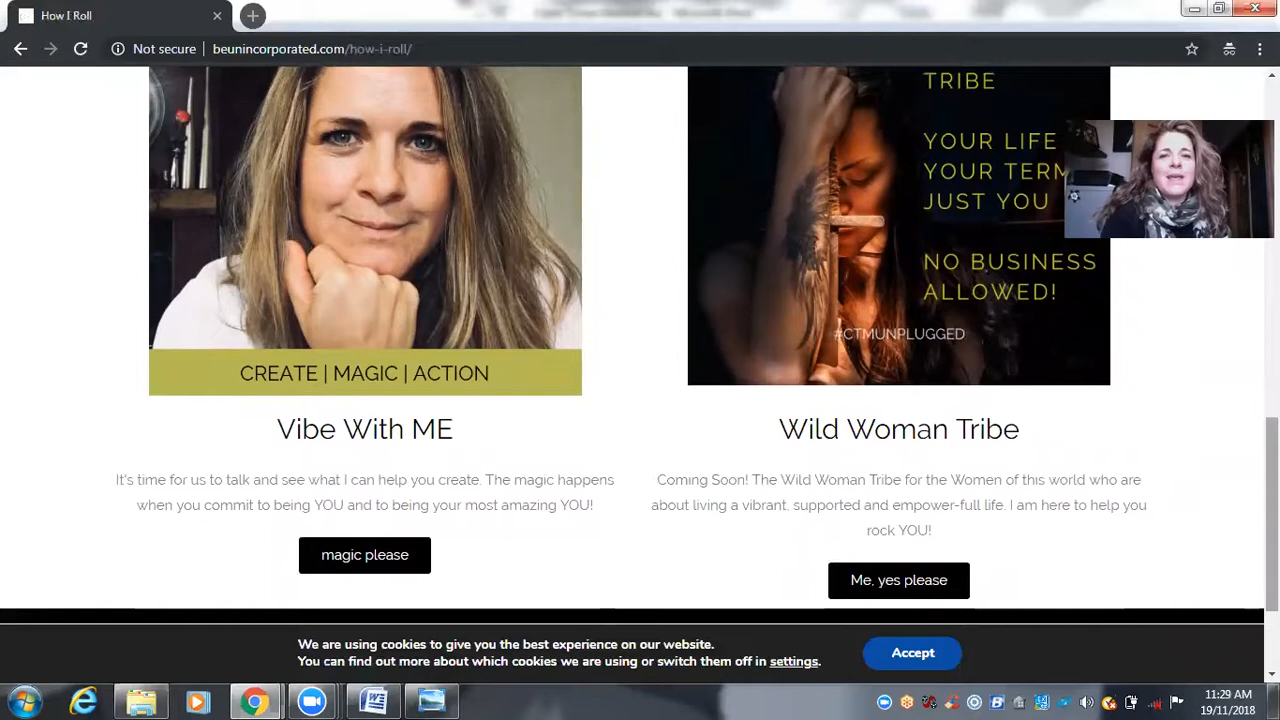 How I Roll
Not secure
beunincorporated.com/how-i-roll/
CREATE | MAGIC | ACTION
Vibe With ME
It's time for us to talk and see what I can help you create. The magic happens
when you commit to being YOU and to being your most amazing YOU!
magic please
TRIBE
YOUR LIFE
YOUR TERM
JUST YOU
NO BUSINESS
ALLOWED!
#CTMUNPLUGGED
Wild Woman Tribe
Coming Soon! The Wild Woman Tribe for the Women of this world who are
about living a vibrant, supported and empower-full life. I am here to help you
rock YOU!
Me, yes please
We are using cookies to give you the best experience on our website.
You can find out more about which cookies we are using or switch them off in settings.
Accept
11:29 AM
19/11/2018